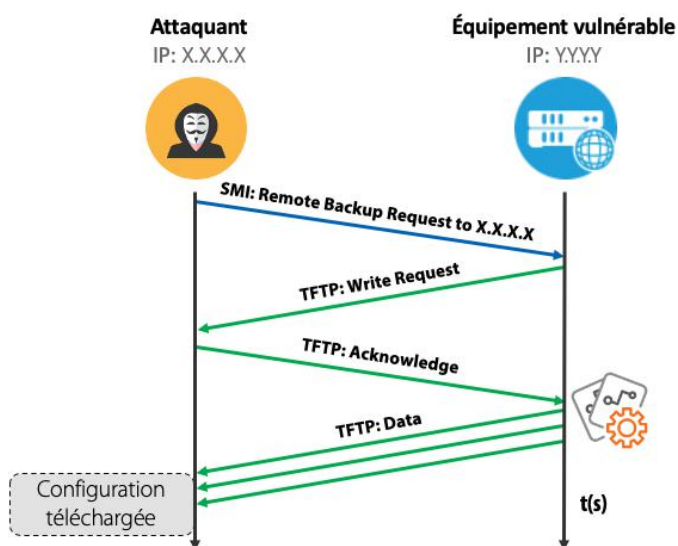 Attaquant
IP: X.X.X.X
Équipement vulnérable
IP: Y.Y.Y.Y
SMI: Remote Backup Request to X.X.X.X
TFTP: Write Request
TFTP: Acknowledge
TFTP: Data
Configuration
téléchargée
t(s)